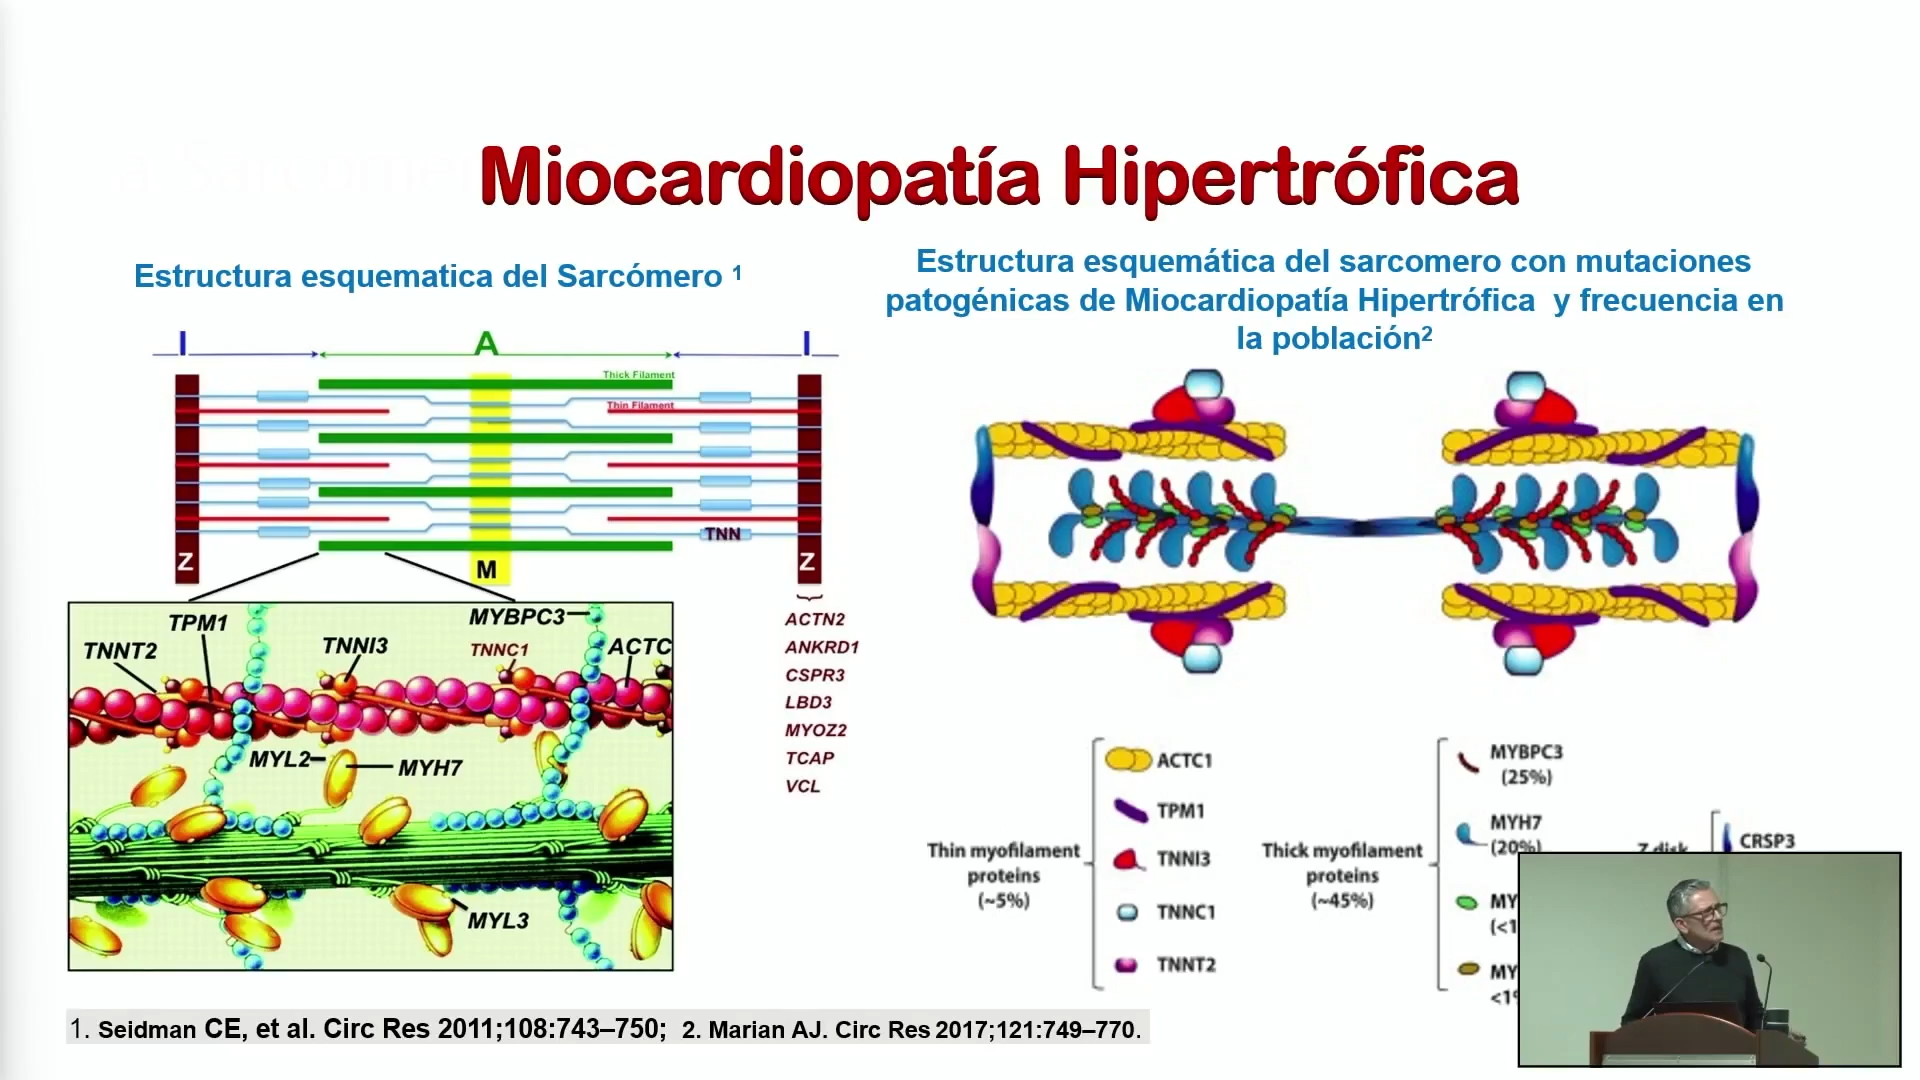 Miocardiopatía Hipertrófica
Estructura esquematica del Sarcómero 1
I
A
I
Thick Filament
Thin Filament
TNN
Z
M
Z
TPM1
MYBPC3
TNNT2
TNNI3
TNNC1
ACTC
MYL2
MYH7
MYL3
ACTN2
ANKRD1
CSPR3
LBD3
MYOZ2
TCAP
VCL
Estructura esquemática del sarcomero con mutaciones
patogénicas de Miocardiopatía Hipertrófica y frecuencia en
la población2
Thin myofilament
proteins
(~5%)
ACTC1
TPM1
TNNI3
TNNC1
TNNT2
Thick myofilament
proteins
(~45%)
MYBPC3
(25%)
MYH7
(20%)
MY
(<1
MY
<1
Z disk
CRSP3
1. Seidman CE, et al. Circ Res 2011;108:743–750; 2. Marian AJ. Circ Res 2017;121:749–770.